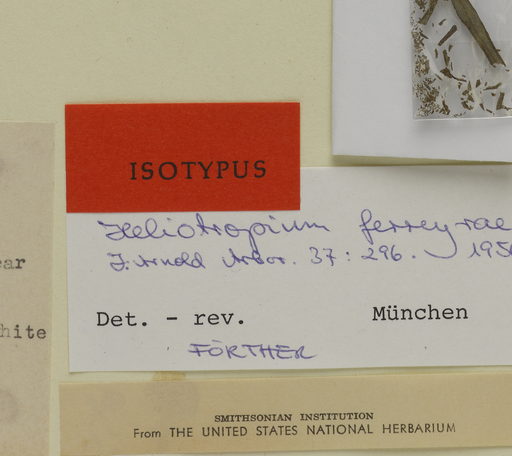 ISOTYPUS
Heliotropium ferreyrae
J. Arnold Arbor. 37: 296. 1956
Det. - rev. München
FÖRTHER
ear
hite
SMITHSONIAN INSTITUTION
From THE UNITED STATES NATIONAL HERBARIUM